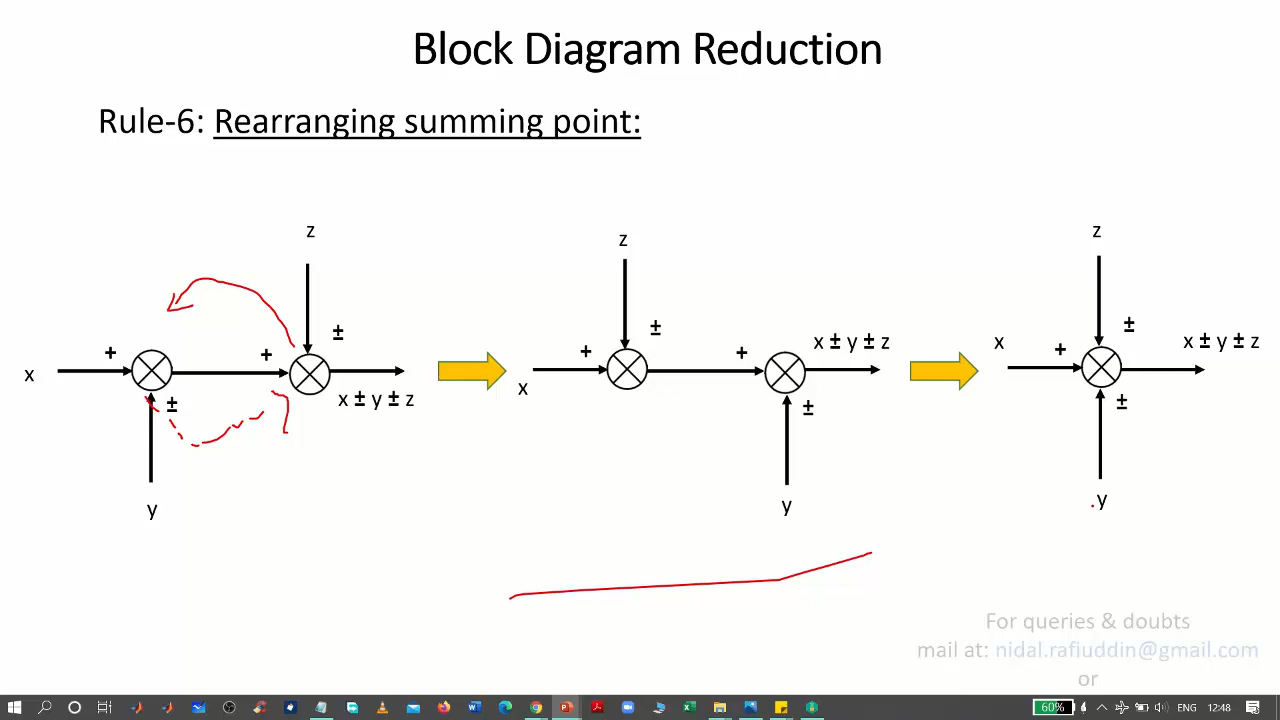 Block Diagram Reduction
Rule-6: Rearranging summing point:
z
±
+
+
x
x ± y ± z
±
y
z
±
+
+
x ± y ± z
x
±
y
z
±
x
+
x ± y ± z
±
y
For queries & doubts
mail at: nidal.rafiuddin@gmail.com
or
60%
ENG
12:48